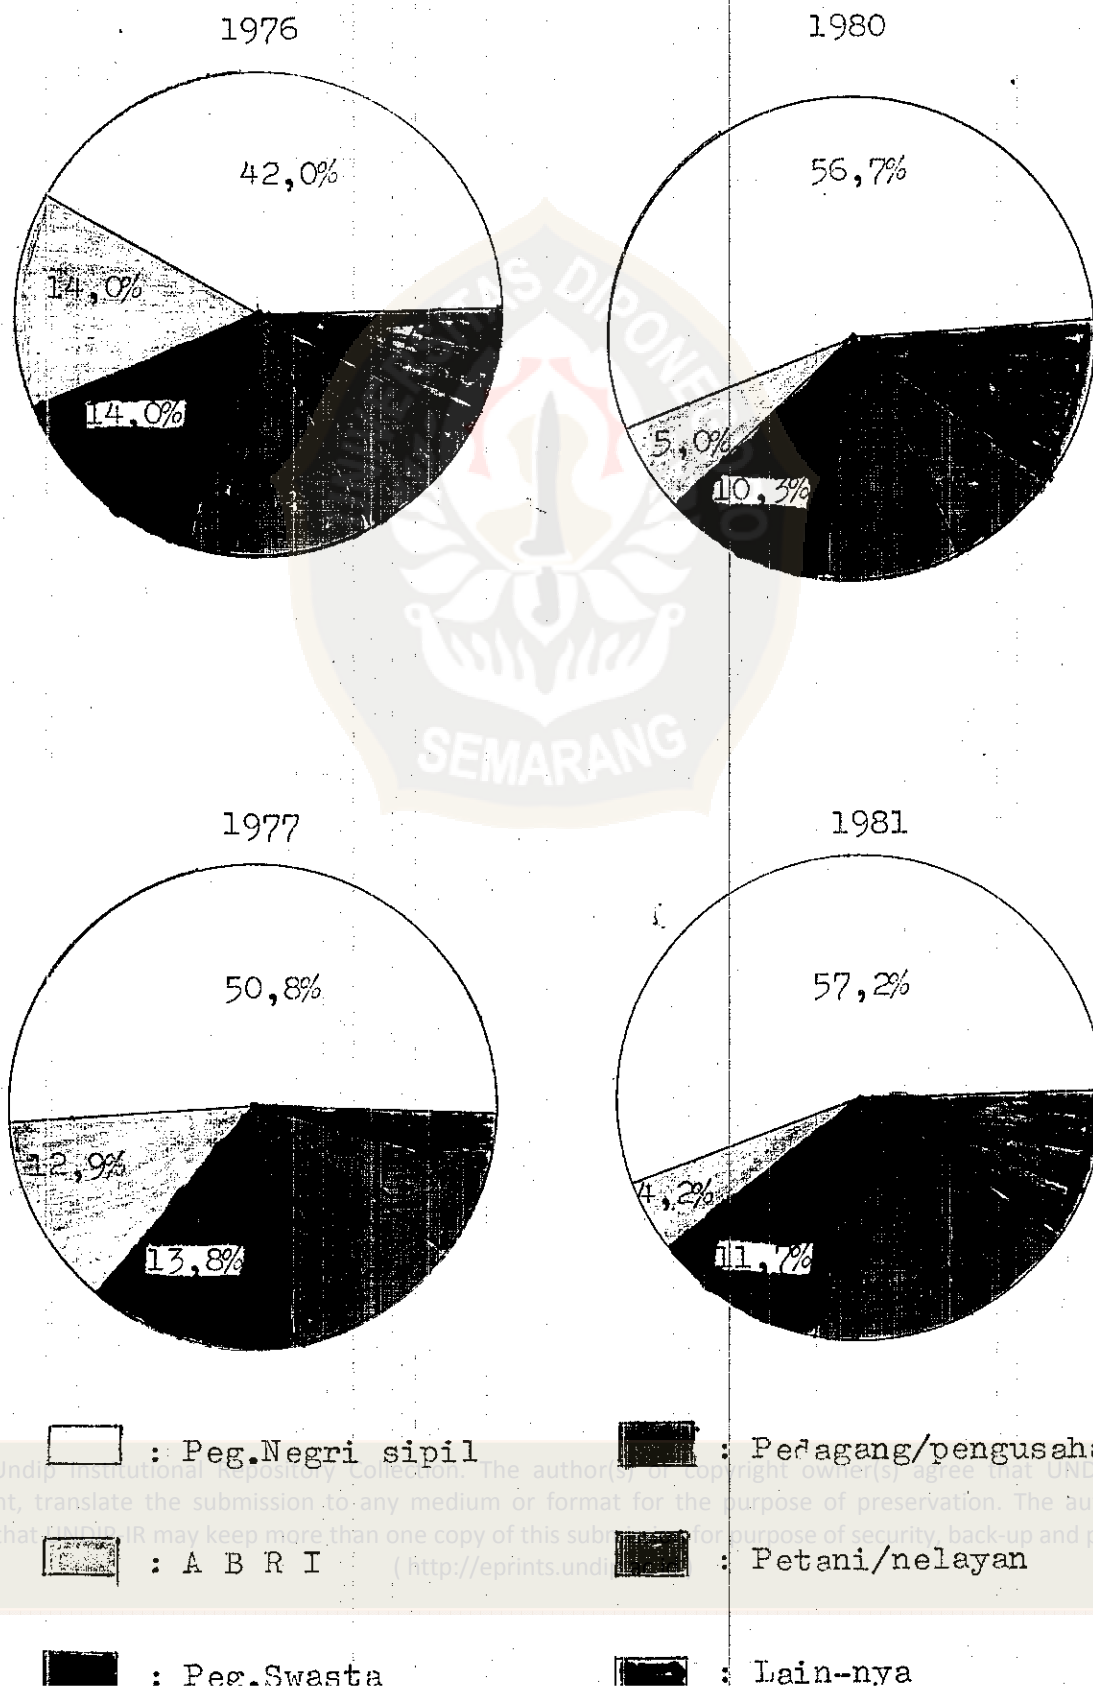 1976
1980
42,0%
56,7%
14,0%
14,0%
5,0%
10,3%
UNIVERSITAS DIPONEGORO
SEMARANG
1977
1981
50,8%
57,2%
12,9%
4,2%
13,8%
11,7%
: Peg.Negri sipil
: Pedagang/pengusaha
Undip Institutional Repository Collection. The author(s) or copyright owner(s) agree that UND
nt, translate the submission to any medium or format for the purpose of preservation. The au
that UNDIP-IR may keep more than one copy of this submission for purpose of security, back-up and p
: A B R I
( http://eprints.undip )
: Petani/nelayan
: Peg.Swasta
: Lain-nya